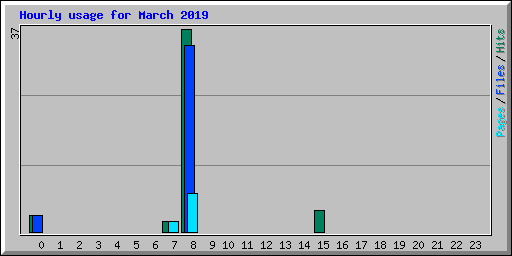 Hourly usage for March 2019
37
Pages/Files/Hits
0 1 2 3 4 5 6 7 8 9 10 11 12 13 14 15 16 17 18 19 20 21 22 23